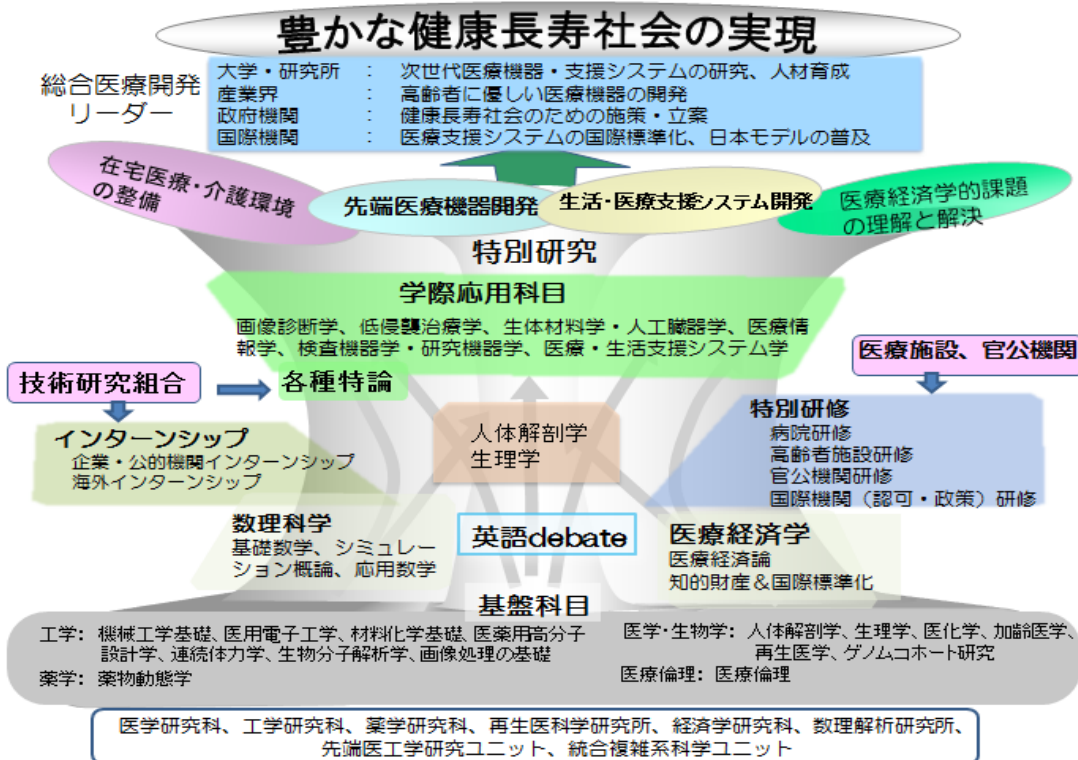 豊かな健康長寿社会の実現
総合医療開発
リーダー
大学・研究所 : 次世代医療機器・支援システムの研究、人材育成
産業界 : 高齢者に優しい医療機器の開発
政府機関 : 健康長寿社会のための施策・立案
国際機関 : 医療支援システムの国際標準化、日本モデルの普及
在宅医療・介護環境
の整備
先端医療機器開発
生活・医療支援システム開発
医療経済学的課題
の理解と解決
特別研究
学際応用科目
画像診断学、低侵襲治療学、生体材料学・人工臓器学、医療情
報学、検査機器学・研究機器学、医療・生活支援システム学
技術研究組合
各種特論
医療施設、官公機関
インターンシップ
企業・公的機関インターンシップ
海外インターンシップ
人体解剖学
生理学
特別研修
病院研修
高齢者施設研修
官公機関研修
国際機関(認可・政策)研修
数理科学
基礎数学、シミュレー
ション概論、応用数学
英語debate
医療経済学
医療経済論
知的財産&国際標準化
基盤科目
工学: 機械工学基礎、医用電子工学、材料化学基礎、医薬用高分子
設計学、連続体力学、生物分子解析学、画像処理の基礎
薬学: 薬物動態学
医学・生物学: 人体解剖学、生理学、医化学、加齢医学、
再生医学、ゲノムコホート研究
医療倫理: 医療倫理
医学研究科、工学研究科、薬学研究科、再生医科学研究所、経済学研究科、数理解析研究所、
先端医工学研究ユニット、統合複雑系科学ユニット